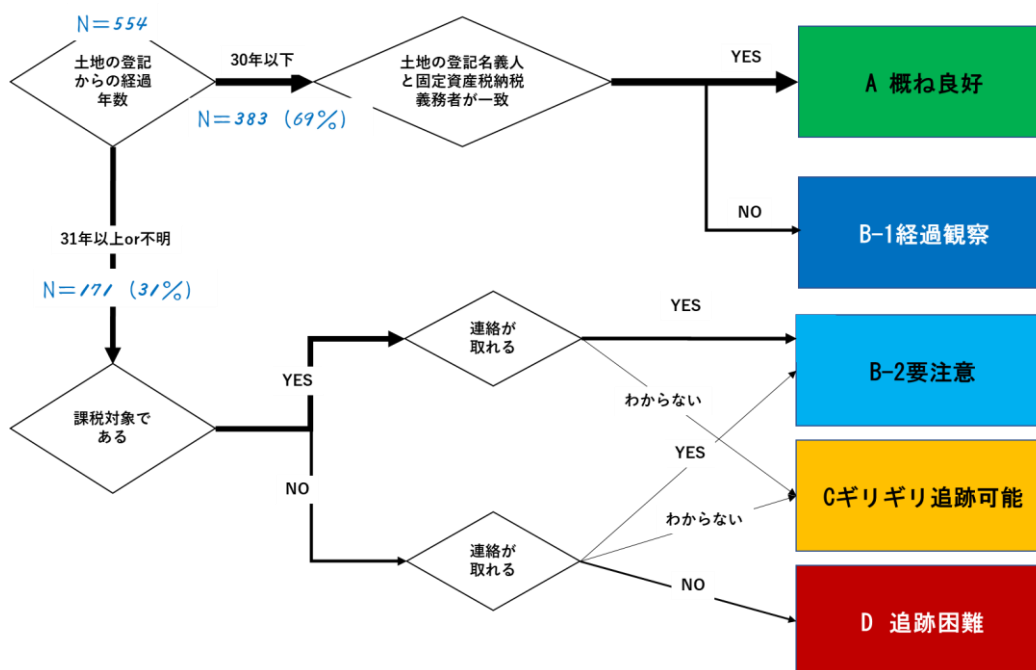 N=554
土地の登記
からの経過
年数
30年以下
N=383 (69%)
土地の登記名義人
と固定資産税納税
義務者が一致
YES
A 概ね良好
NO
B-1経過観察
31年以上or不明
N=171 (31%)
課税対象で
ある
YES
連絡が
取れる
YES
B-2要注意
わからない
YES
Cギリギリ追跡可能
NO
わからない
連絡が
取れる
NO
D 追跡困難